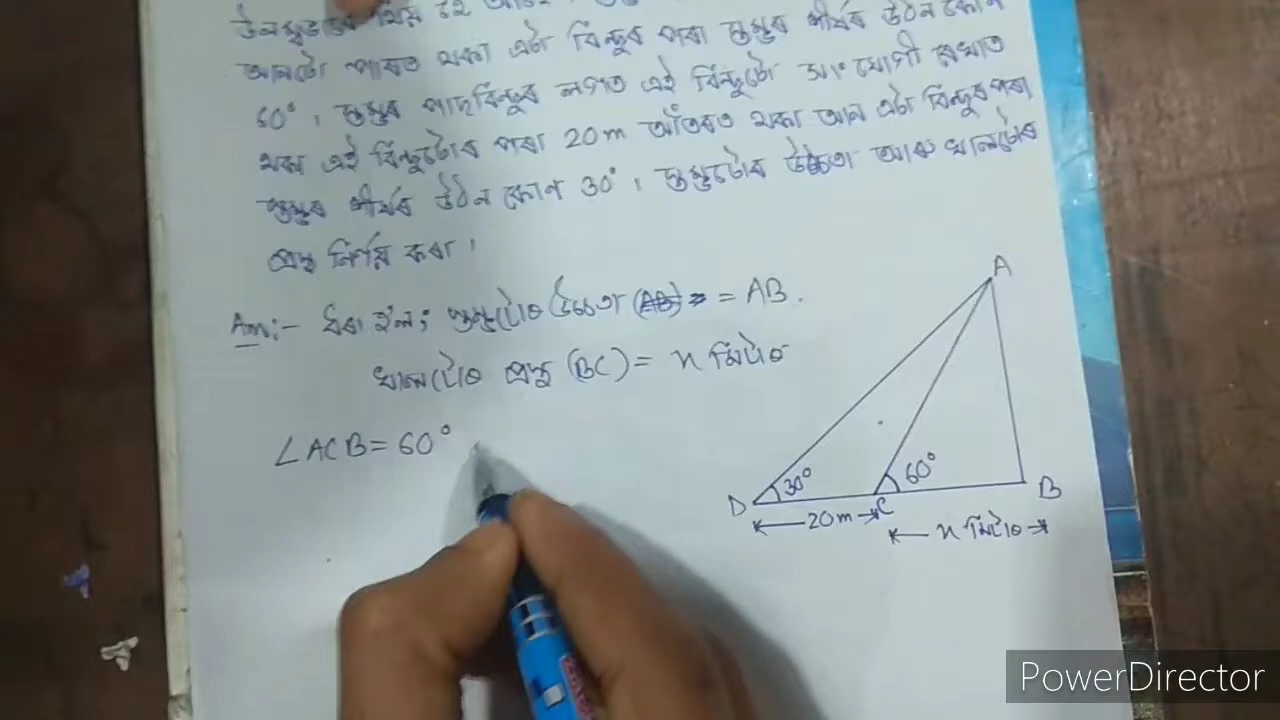 আনটো পাৰত থকা এটা বিন্দুৰ পৰা স্তম্ভৰ শীৰ্ষৰ উঠন কোণ
60°, স্তম্ভৰ পাদবিন্দুৰ লগত এই বিন্দুটো সংযোগী ৰেখাত
থকা এই বিন্দুটোৰ পৰা 20m আঁতৰত থকা আন এটা বিন্দুৰ পৰা
স্তম্ভৰ শীৰ্ষৰ উঠন কোণ 30°, স্তম্ভটোৰ উচ্চতা আৰু খালটোৰ
প্ৰস্থ নিৰ্ণয় কৰা।
Ans:- ধৰা হ'ল; স্তম্ভটোৰ উচ্চতা = AB.
খালটোৰ প্ৰস্থ (BC) = x মিটাৰ
∠ACB = 60°
A
30°
60°
D
C
B
20m
x মিটাৰ
PowerDirector